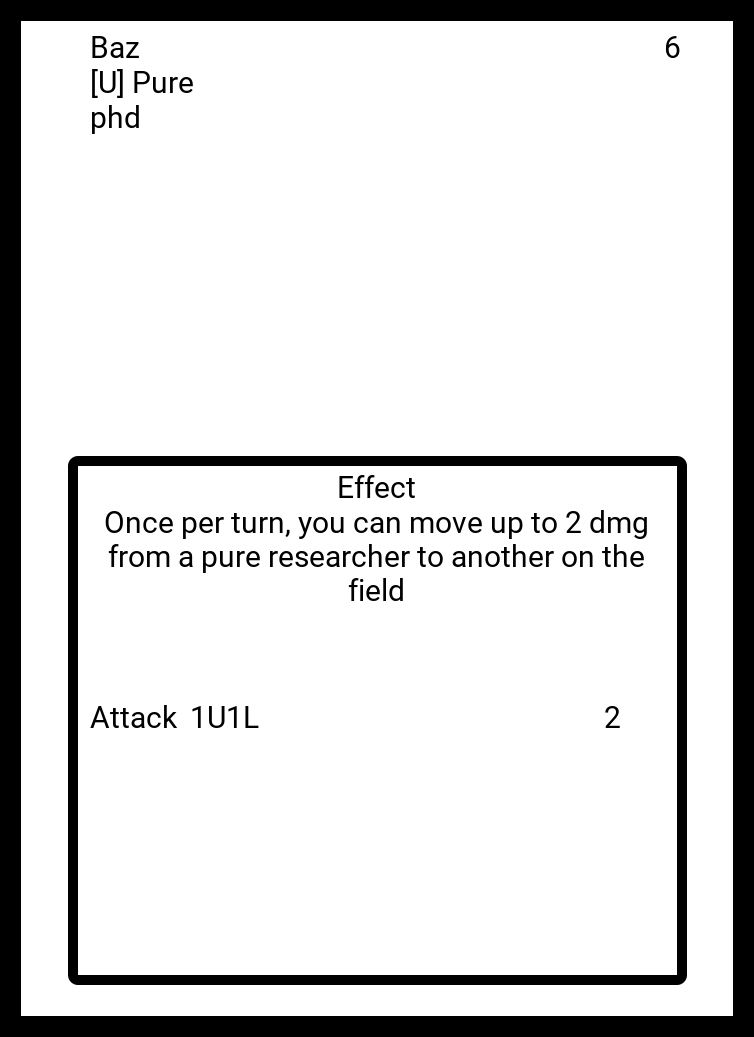 Baz 6
[U] Pure
phd
Effect
Once per turn, you can move up to 2 dmg
from a pure researcher to another on the
field
Attack 1U1L 2